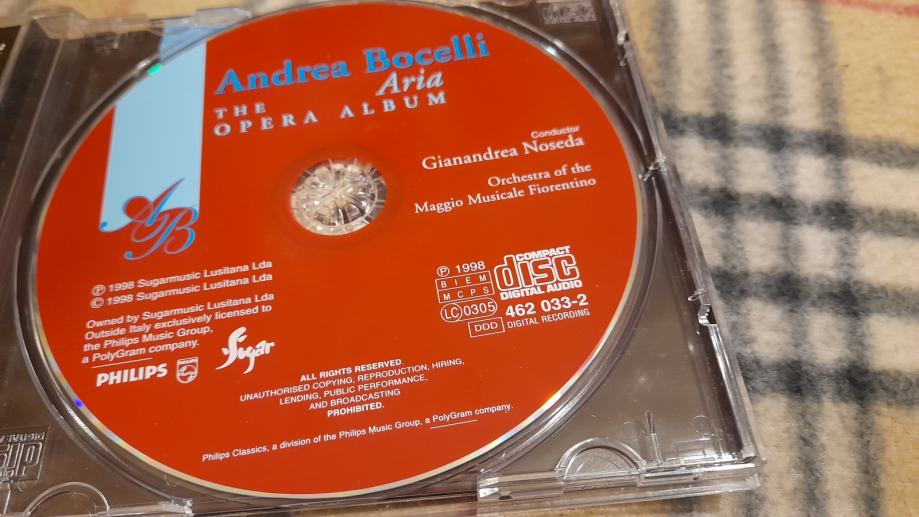 Andrea Bocelli
Aria
THE
OPERA ALBUM
Conductor
Gianandrea Noseda
Orchestra of the
Maggio Musicale Fiorentino
AB
℗ 1998 Sugarmusic Lusitana Lda
© 1998 Sugarmusic Lusitana Lda
Owned by Sugarmusic Lusitana Lda
Outside Italy exclusively licensed to
the Philips Music Group,
a PolyGram company.
PHILIPS
PHILIPS
Sugar
℗ 1998
BIEM
MCPS
LC0305
COMPACT
disc
DIGITAL AUDIO
462 033-2
DDD DIGITAL RECORDING
ALL RIGHTS RESERVED.
UNAUTHORISED COPYING, REPRODUCTION, HIRING,
LENDING, PUBLIC PERFORMANCE,
AND BROADCASTING
PROHIBITED.
Philips Classics, a division of the Philips Music Group, a PolyGram company.